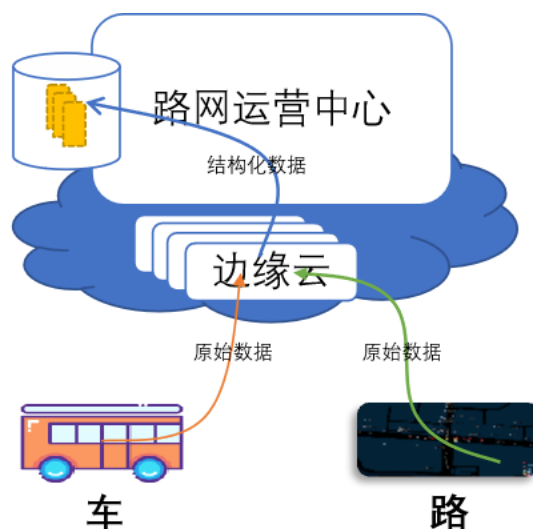 路网运营中心
结构化数据
边缘云
原始数据
原始数据
车
路